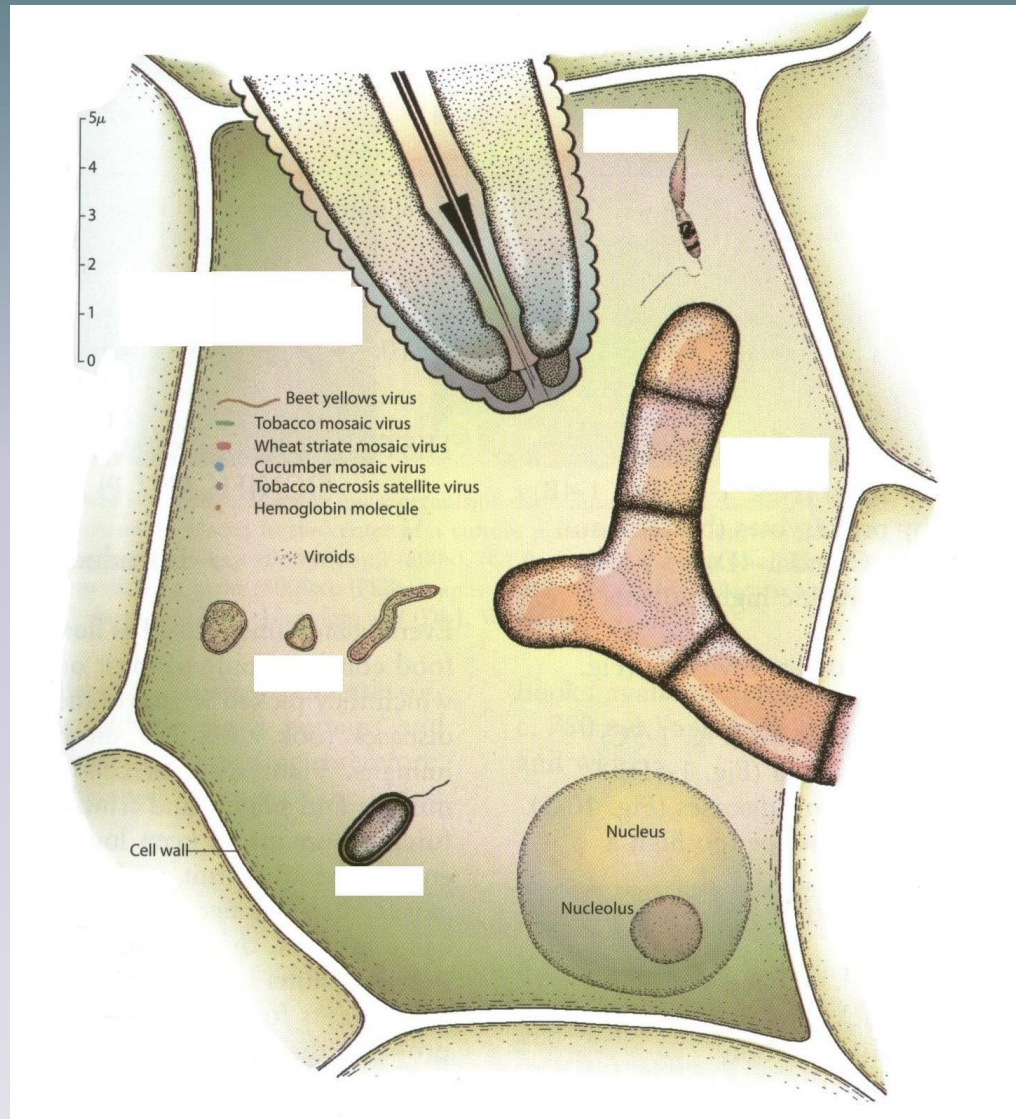 5μ
4
3
2
1
0
Beet yellows virus
Tobacco mosaic virus
Wheat striate mosaic virus
Cucumber mosaic virus
Tobacco necrosis satellite virus
Hemoglobin molecule
Viroids
Nucleus
Cell wall
Nucleolus